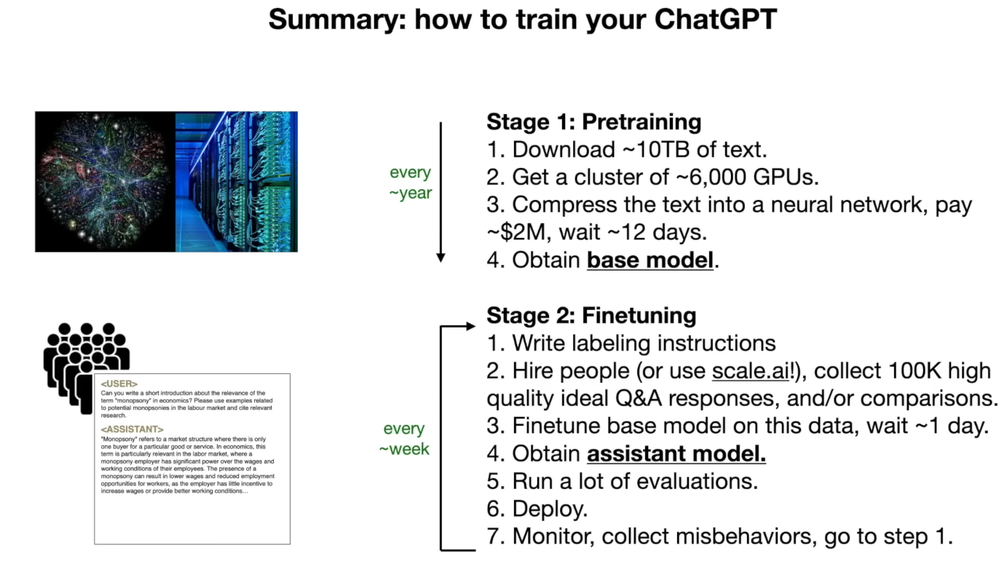 Summary: how to train your ChatGPT
every
~year
Stage 1: Pretraining
1. Download ~10TB of text.
2. Get a cluster of ~6,000 GPUs.
3. Compress the text into a neural network, pay
~$2M, wait ~12 days.
4. Obtain base model.
<USER>
Can you write a short introduction about the relevance of the
term "monopsony" in economics? Please use examples related
to potential monopsonies in the labour market and cite relevant
research.
<ASSISTANT>
"Monopsony" refers to a market structure where there is only
one buyer for a particular good or service. In economics, this
term is particularly relevant in the labor market, where a
monopsony employer has significant power over the wages and
working conditions of their employees. The presence of a
monopsony can result in lower wages and reduced employment
opportunities for workers, as the employer has little incentive to
increase wages or provide better working conditions…
every
~week
Stage 2: Finetuning
1. Write labeling instructions
2. Hire people (or use scale.ai!), collect 100K high
quality ideal Q&A responses, and/or comparisons.
3. Finetune base model on this data, wait ~1 day.
4. Obtain assistant model.
5. Run a lot of evaluations.
6. Deploy.
7. Monitor, collect misbehaviors, go to step 1.